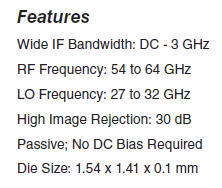 Features
Wide IF Bandwidth: DC - 3 GHz
RF Frequency: 54 to 64 GHz
LO Frequency: 27 to 32 GHz
High Image Rejection: 30 dB
Passive; No DC Bias Required
Die Size: 1.54 x 1.41 x 0.1 mm